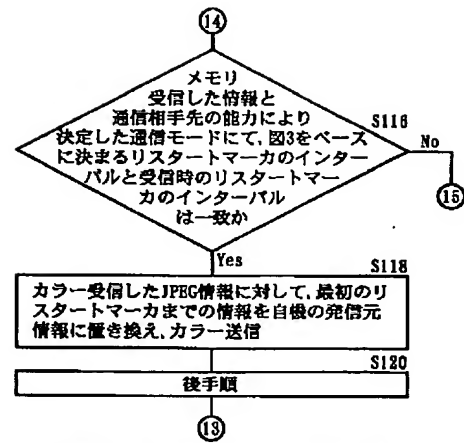 14
メモリ
受信した情報と
通信相手先の能力により
決定した通信モードにて,図3をベース
に決まるリスタートマーカのインター
バルと受信時のリスタートマー
カのインターバル
は一致か
S116
No
15
Yes
S118
カラー受信したJPEG情報に対して,最初のリ
スタートマーカまでの情報を自機の発信元
情報に置き換え,カラー送信
S120
後手順
13